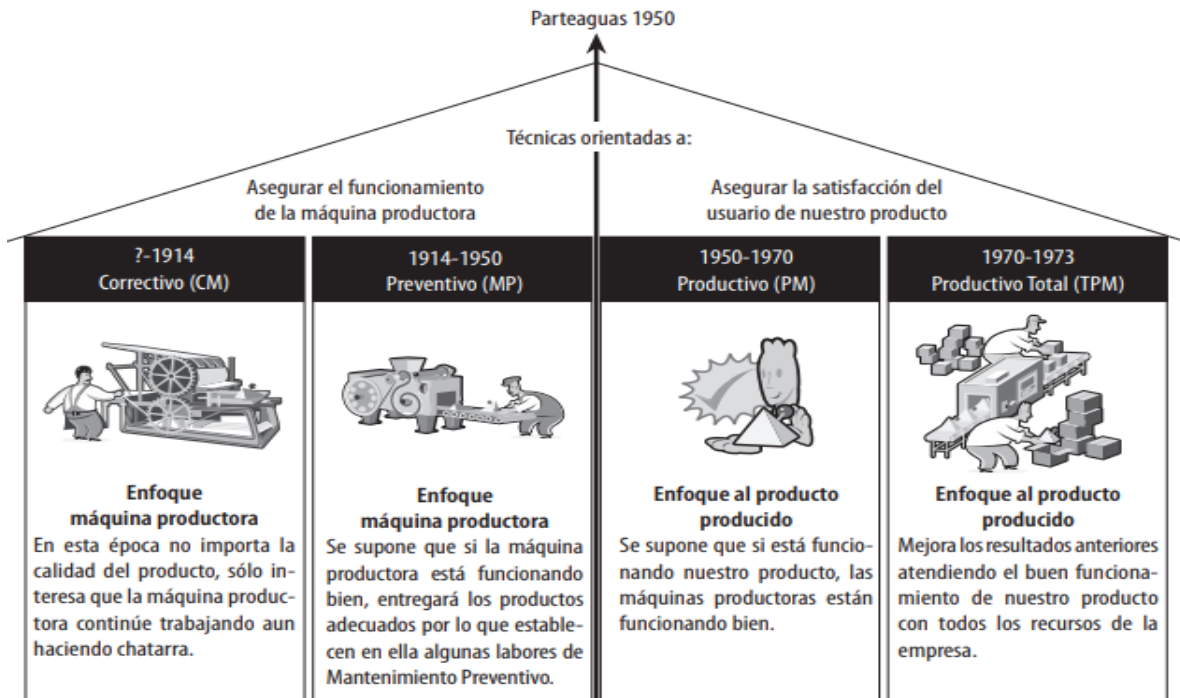 Parteaguas 1950
Técnicas orientadas a:
Asegurar el funcionamiento
de la máquina productora
Asegurar la satisfacción del
usuario de nuestro producto
?-1914
Correctivo (CM)
Enfoque
máquina productora
En esta época no importa la
calidad del producto, sólo in-
teresa que la máquina produc-
tora continúe trabajando aun
haciendo chatarra.
1914-1950
Preventivo (MP)
Enfoque
máquina productora
Se supone que si la máquina
productora está funcionando
bien, entregará los productos
adecuados por lo que estable-
cen en ella algunas labores de
Mantenimiento Preventivo.
1950-1970
Productivo (PM)
Enfoque al producto
producido
Se supone que si está funcio-
nando nuestro producto, las
máquinas productoras están
funcionando bien.
1970-1973
Productivo Total (TPM)
Enfoque al producto
producido
Mejora los resultados anteriores
atendiendo el buen funciona-
miento de nuestro producto
con todos los recursos de la
empresa.